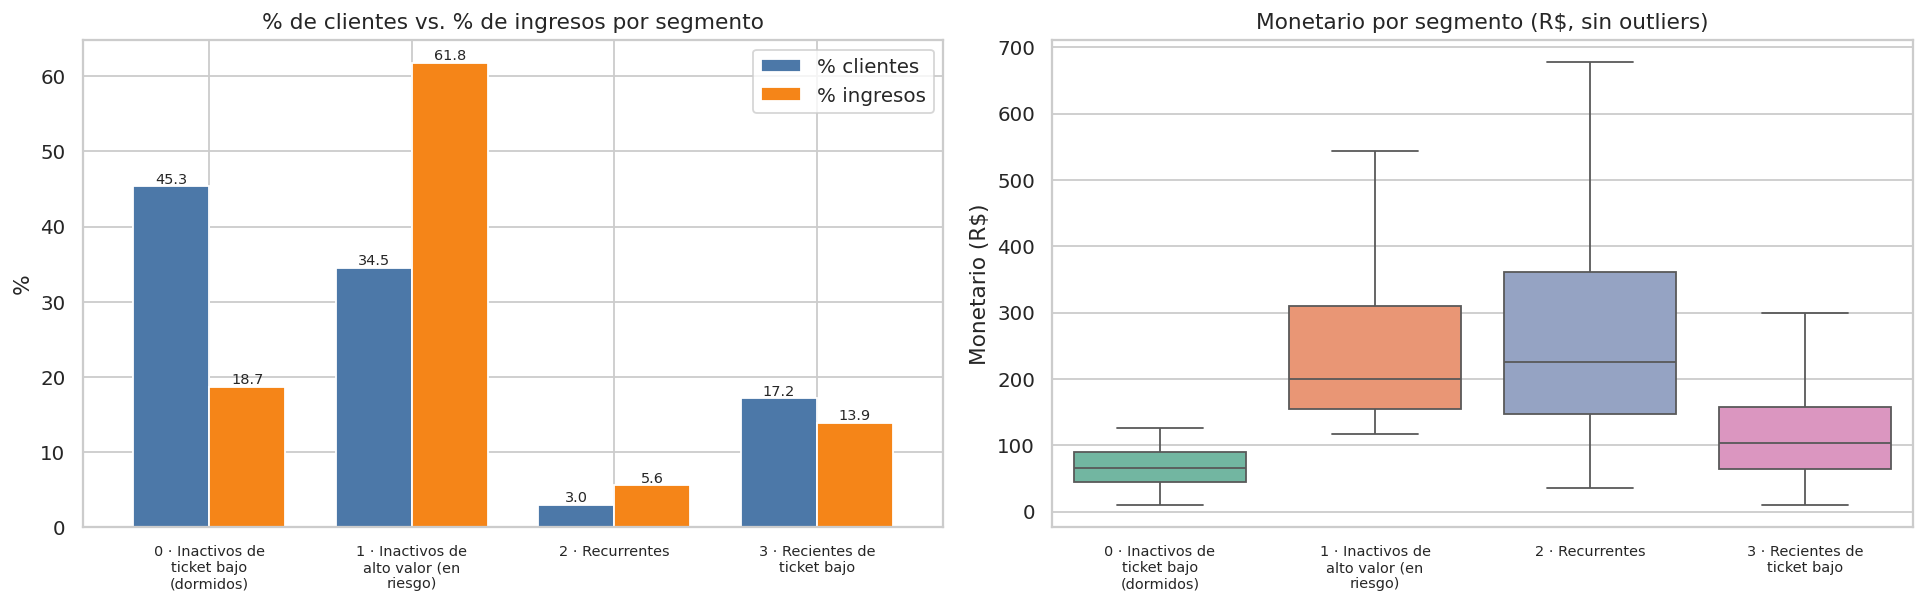 % de clientes vs. % de ingresos por segmento
% clientes
% ingresos
%
60
50
40
30
20
10
0
45.3
18.7
34.5
61.8
3.0
5.6
17.2
13.9
0 · Inactivos de
ticket bajo
(dormidos)
1 · Inactivos de
alto valor (en
riesgo)
2 · Recurrentes
3 · Recientes de
ticket bajo
Monetario por segmento (R$, sin outliers)
Monetario (R$)
700
600
500
400
300
200
100
0
0 · Inactivos de
ticket bajo
(dormidos)
1 · Inactivos de
alto valor (en
riesgo)
2 · Recurrentes
3 · Recientes de
ticket bajo